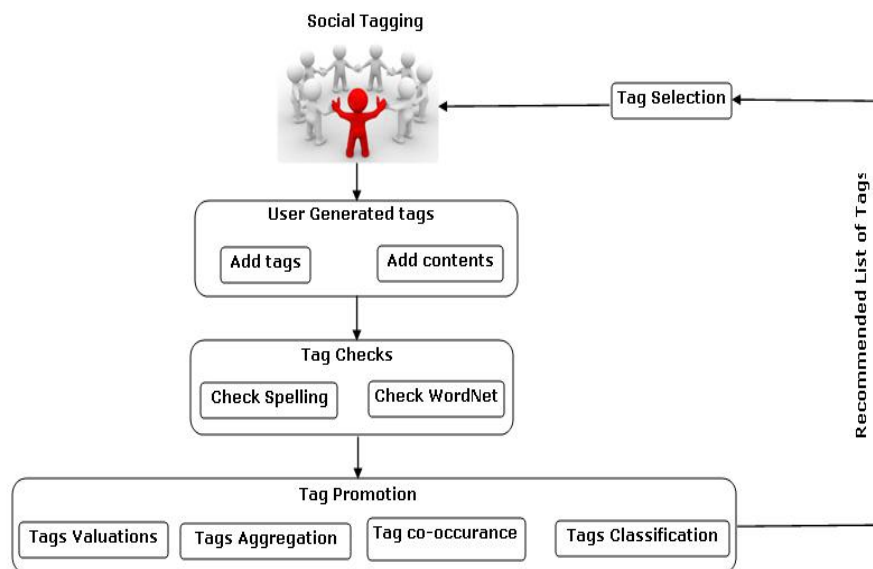 Social Tagging
Tag Selection
User Generated tags
Add tags
Add contents
Tag Checks
Check Spelling
Check WordNet
Tag Promotion
Tags Valuations
Tags Aggregation
Tag co-occurance
Tags Classification
Recommended List of Tags